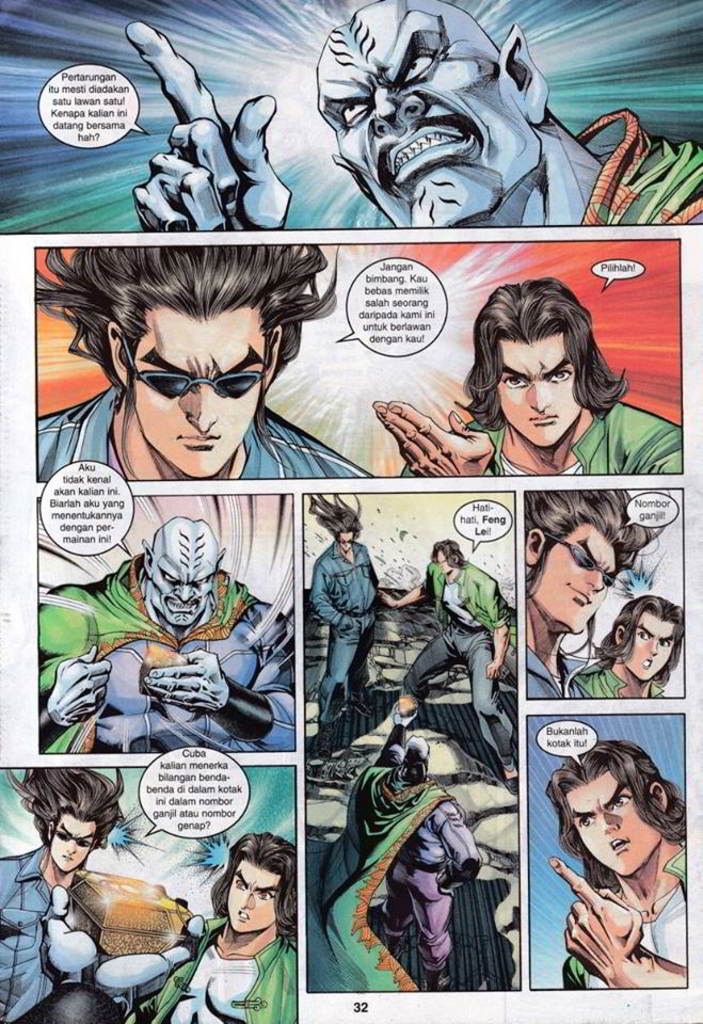 Pertarungan
itu mesti diadakan
satu lawan satu!
Kenapa kalian ini
datang bersama
hah?
Jangan
bimbang. Kau
bebas memilik
salah seorang
daripada kami
untuk berlawan
dengan kau!
Pilihlah!
Aku
tidak kenal
akan kalian ini.
Biarlah aku yang
menentukannya
dengan per-
mainan ini!
Cuba
kalian menerka
bilangan benda-
benda di dalam kotak
ini dalam nombor
ganjil atau nombor
genap?
Hati-
hati, Feng
Lei!
Nombor
ganjil!
Bukanlah
kotak itu!
32